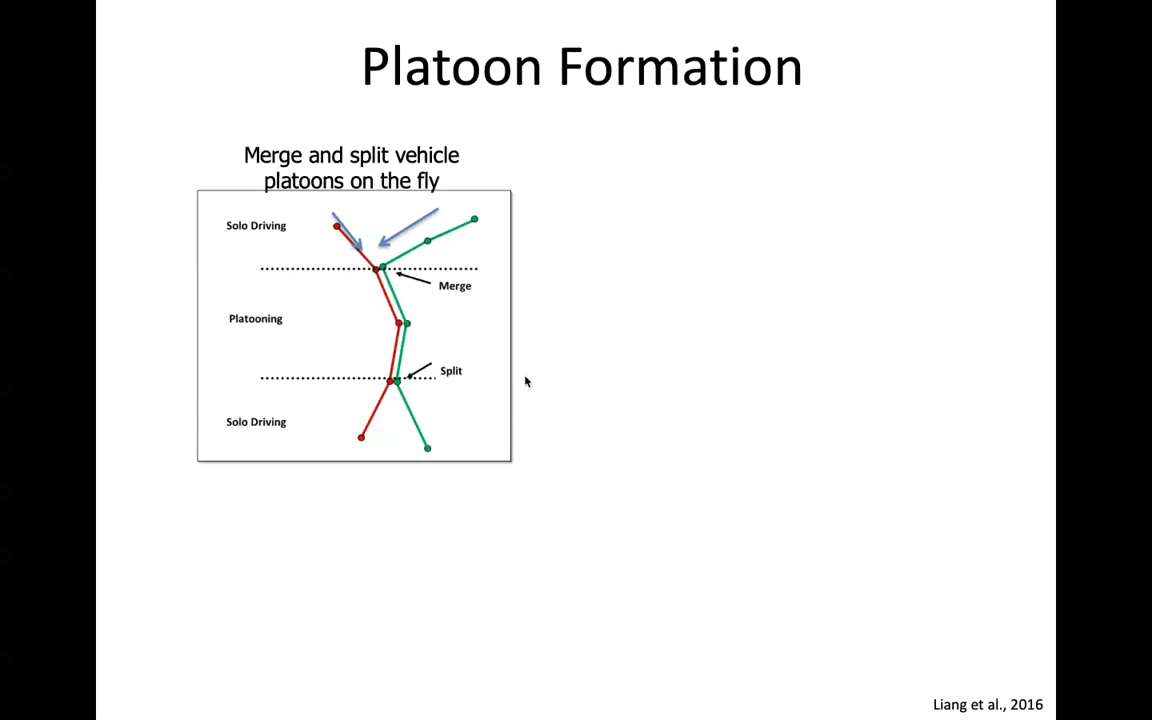 Platoon Formation
Merge and split vehicle
platoons on the fly
Solo Driving
Merge
Platooning
Split
Solo Driving
Liang et al., 2016